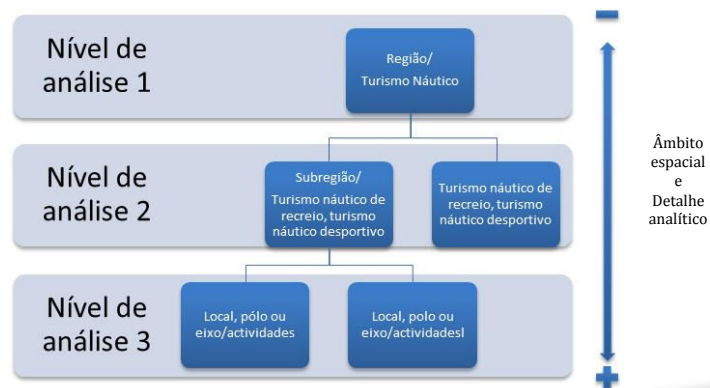 Nível de
análise 1
Região/
Turismo Náutico
Nível de
análise 2
Subregião/
Turismo náutico de
recreio, turismo
náutico desportivo
Turismo náutico de
recreio, turismo
náutico desportivo
Nível de
análise 3
Local, pólo ou
eixo/actividades
Local, polo ou
eixo/actividadesl
Âmbito
espacial
e
Detalhe
analítico